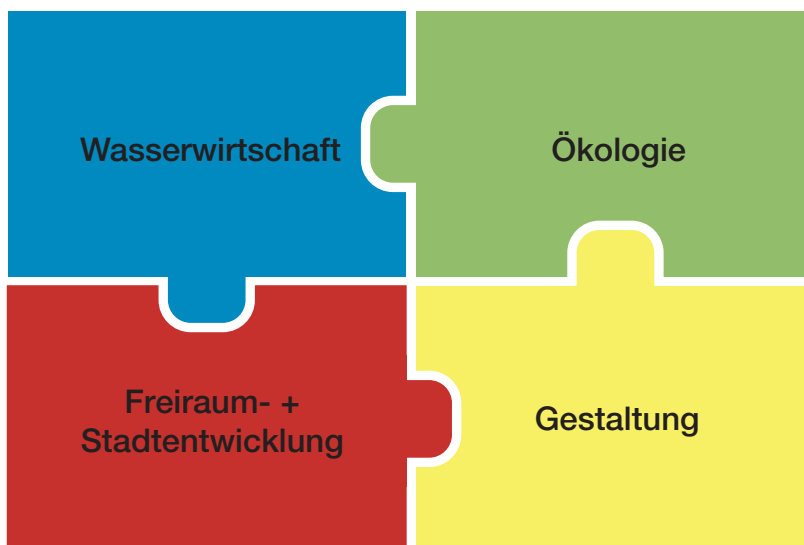 Wasserwirtschaft
Ökologie
Freiraum- +
Stadtentwicklung
Gestaltung